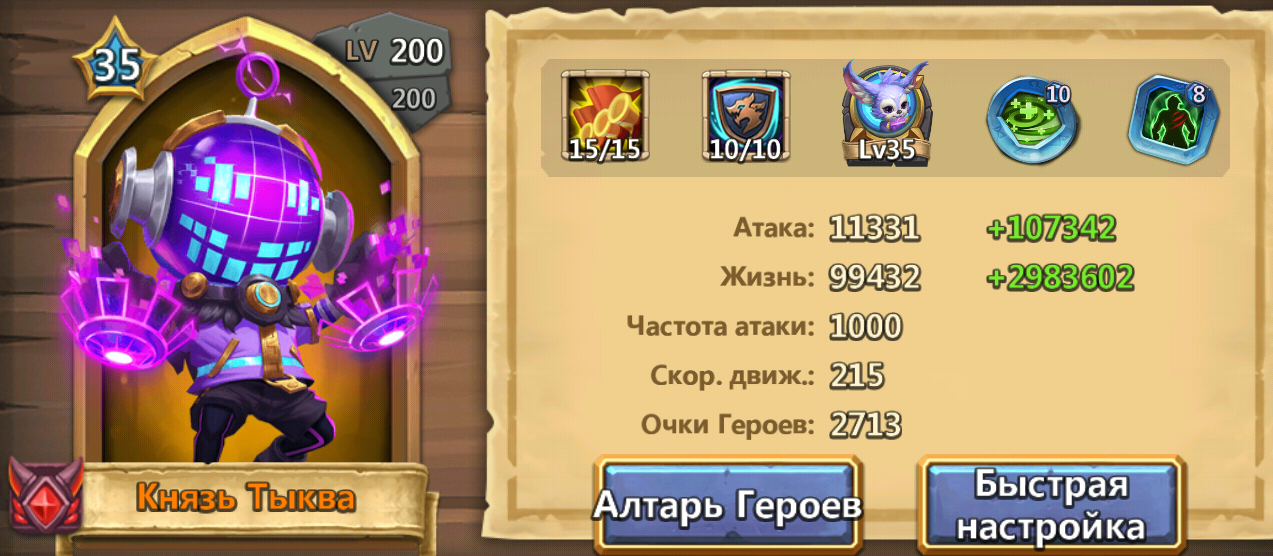 35
LV 200
200
Князь Тыква
15/15
10/10
Lv35
10
8
Атака: 11331 +107342
Жизнь: 99432 +2983602
Частота атаки: 1000
Скор. движ.: 215
Очки Героев: 2713
Алтарь Героев
Быстрая
настройка